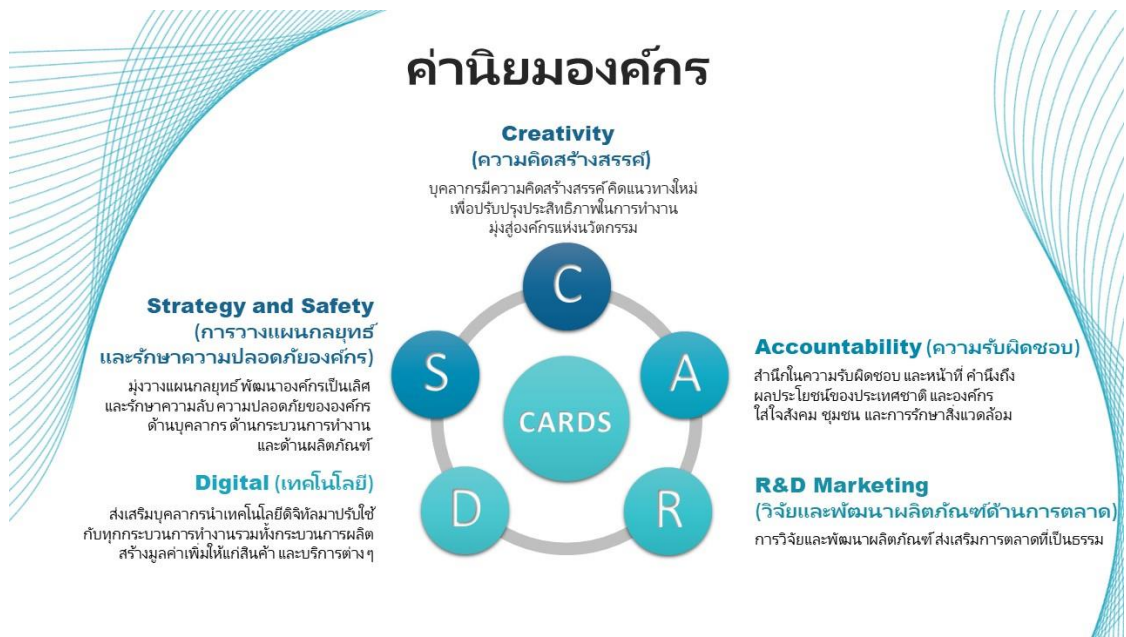 ค่านิยมองค์กร
Creativity
(ความคิดสร้างสรรค์)
บุคลากรมีความคิดสร้างสรรค์ คิดแนวทางใหม่
เพื่อปรับปรุงประสิทธิภาพในการทำงาน
มุ่งสู่องค์กรแห่งนวัตกรรม
C
A
R
D
S
CARDS
Accountability (ความรับผิดชอบ)
สำนึกในความรับผิดชอบ และหน้าที่ คำนึงถึง
ผลประโยชน์ของประเทศชาติ และองค์กร
ใส่ใจสังคม ชุมชน และการรักษาสิ่งแวดล้อม
R&D Marketing
(วิจัยและพัฒนาผลิตภัณฑ์ด้านการตลาด)
การวิจัยและพัฒนาผลิตภัณฑ์ ส่งเสริมการตลาดที่เป็นธรรม
Digital (เทคโนโลยี)
ส่งเสริมบุคลากรนำเทคโนโลยีดิจิทัลมาปรับใช้
กับทุกกระบวนการทำงานรวมทั้งกระบวนการผลิต
สร้างมูลค่าเพิ่มให้แก่สินค้า และบริการต่าง ๆ
Strategy and Safety
(การวางแผนกลยุทธ์
และรักษาความปลอดภัยองค์กร)
มุ่งวางแผนกลยุทธ์ พัฒนาองค์กรเป็นเลิศ
และรักษาความลับ ความปลอดภัยขององค์กร
ด้านบุคลากร ด้านกระบวนการทำงาน
และด้านผลิตภัณฑ์